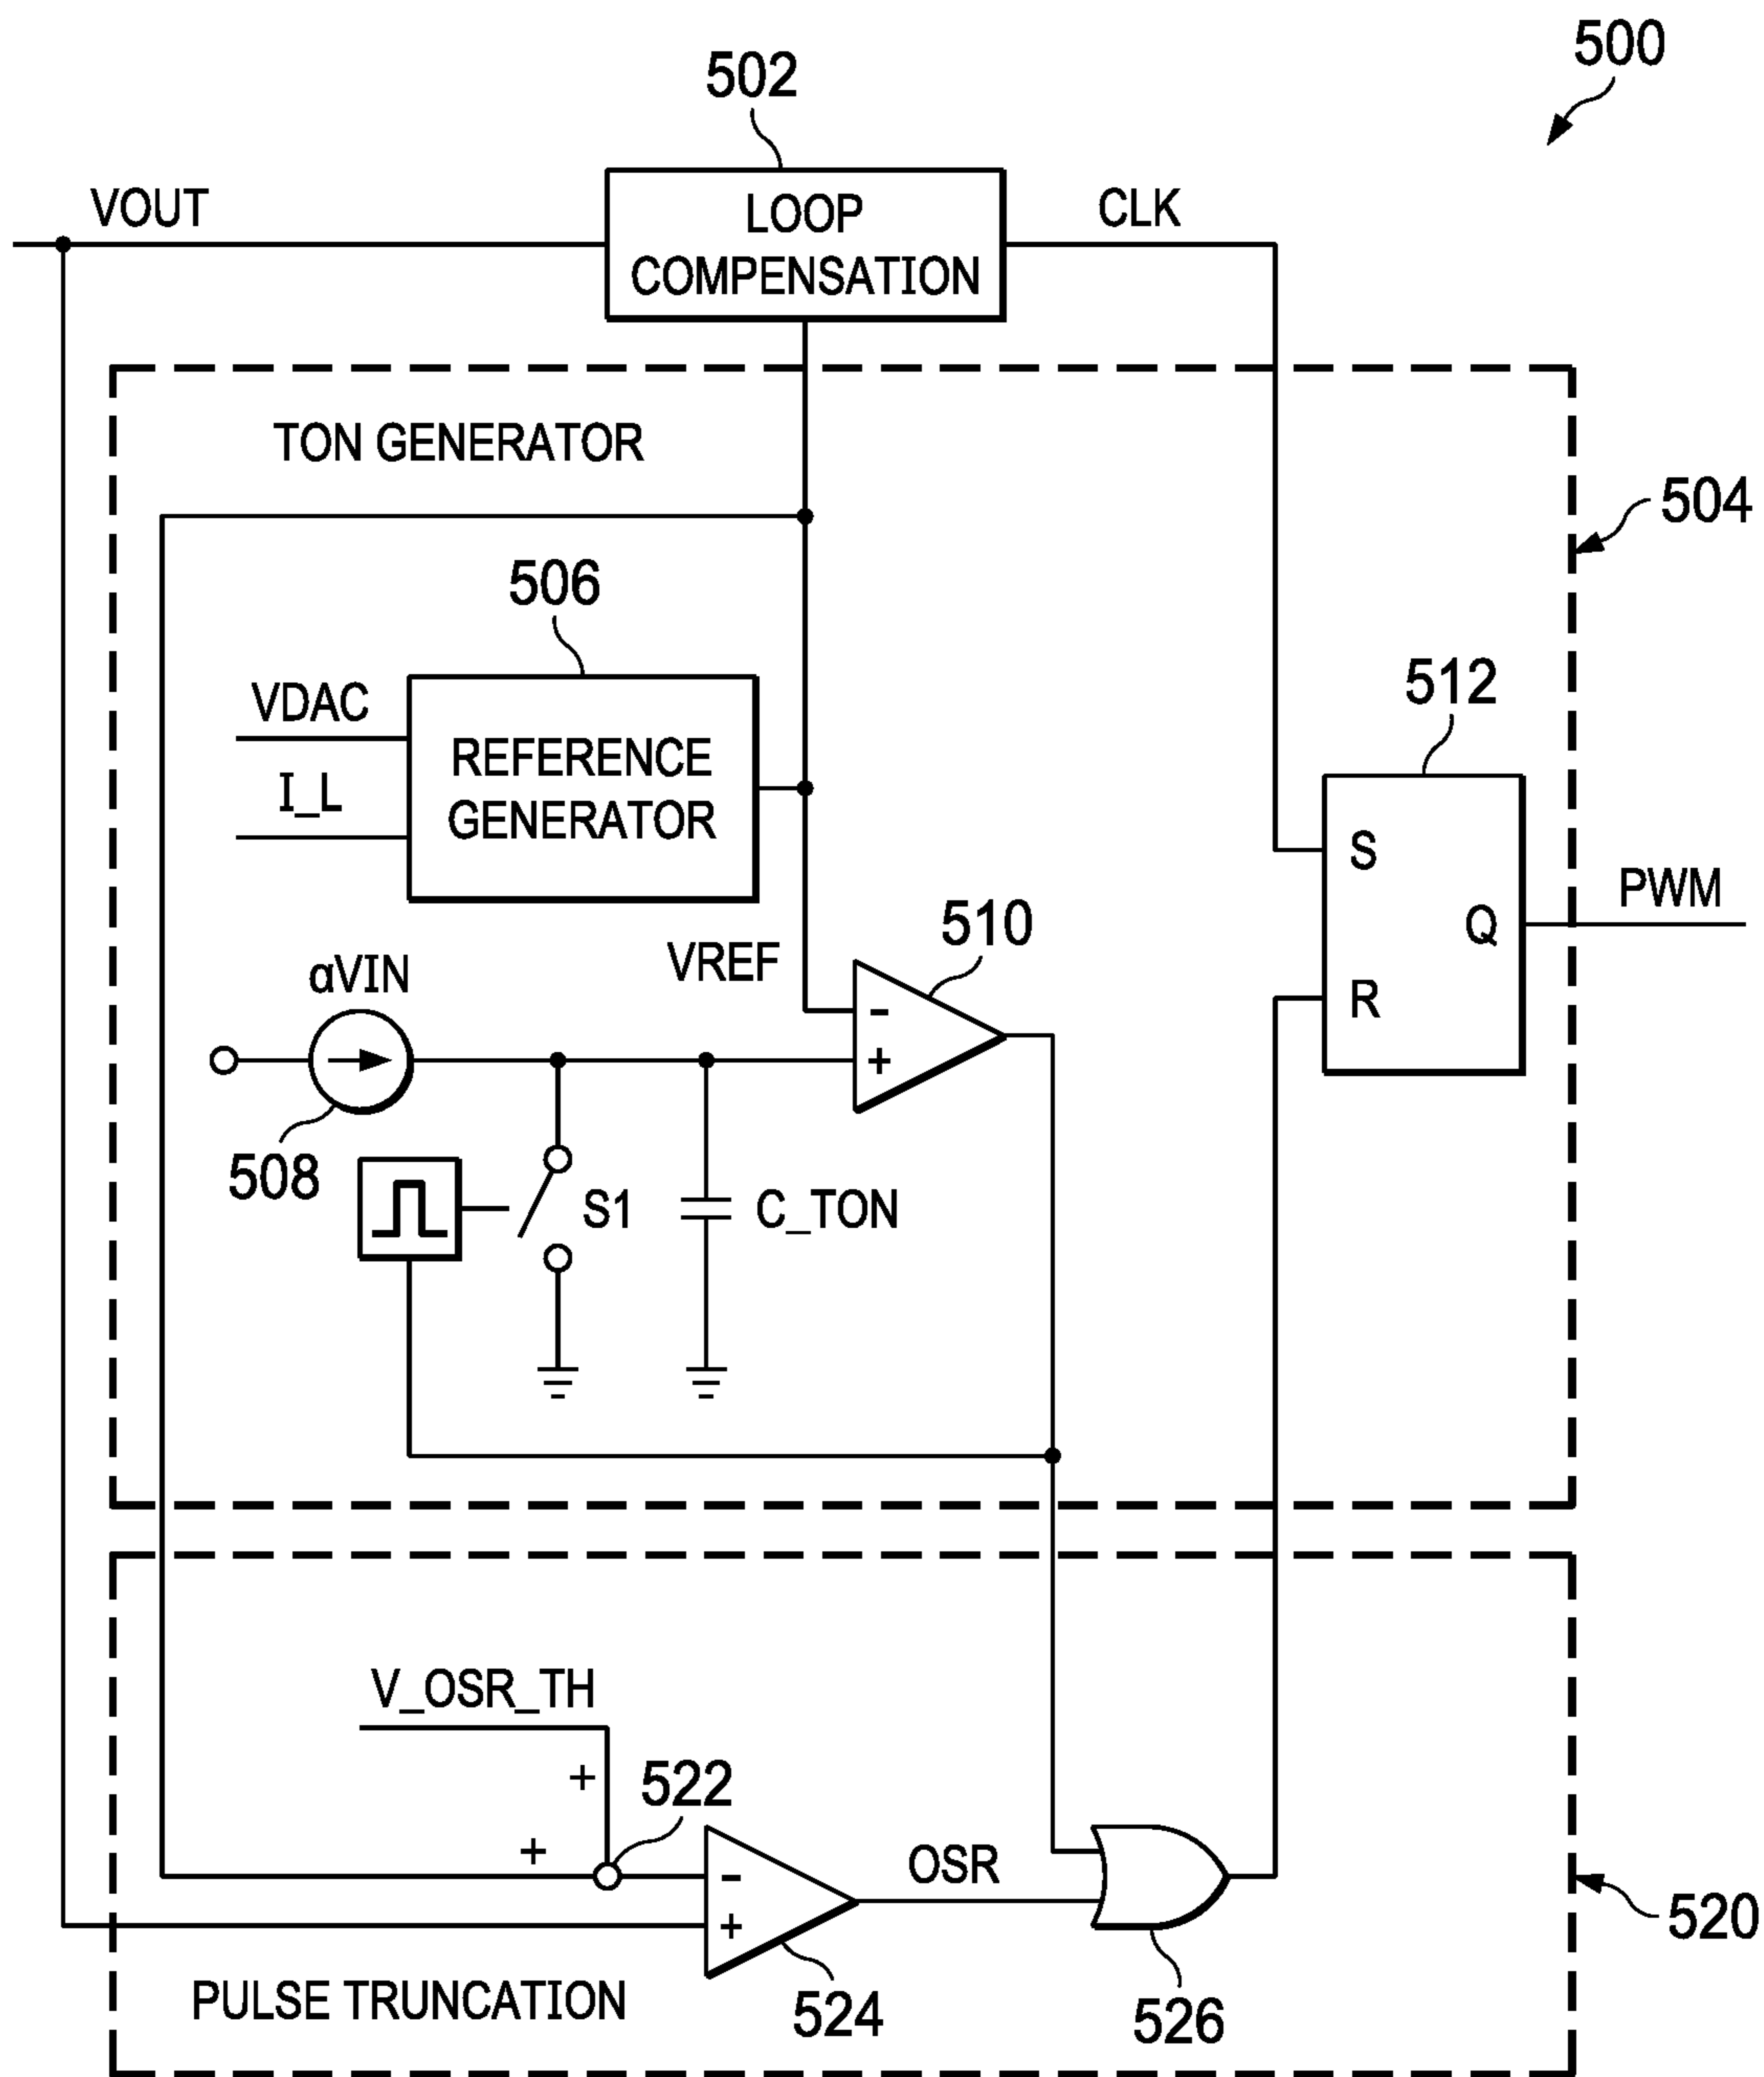 500
502
VOUT
LOOP
COMPENSATION
CLK
TON GENERATOR
504
506
VDAC
I_L
REFERENCE
GENERATOR
512
S
Q
R
PWM
510
VREF
αVIN
-
+
508
S1
C_TON
V_OSR_TH
+
522
+
-
+
OSR
524
526
520
PULSE TRUNCATION